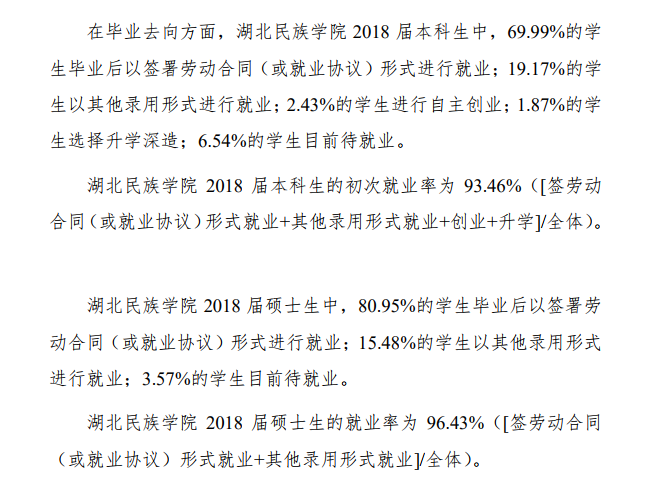 在毕业去向方面，湖北民族学院 2018 届本科生中，69.99%的学
生毕业后以签署劳动合同（或就业协议）形式进行就业；19.17%的学
生以其他录用形式进行就业；2.43%的学生进行自主创业；1.87%的学
生选择升学深造；6.54%的学生目前待就业。
湖北民族学院 2018 届本科生的初次就业率为 93.46%（[签劳动
合同（或就业协议）形式就业+其他录用形式就业+创业+升学]/全体）。
湖北民族学院 2018 届硕士生中，80.95%的学生毕业后以签署劳
动合同（或就业协议）形式进行就业；15.48%的学生以其他录用形式
进行就业；3.57%的学生目前待就业。
湖北民族学院 2018 届硕士生的就业率为 96.43%（[签劳动合同
（或就业协议）形式就业+其他录用形式就业]/全体）。